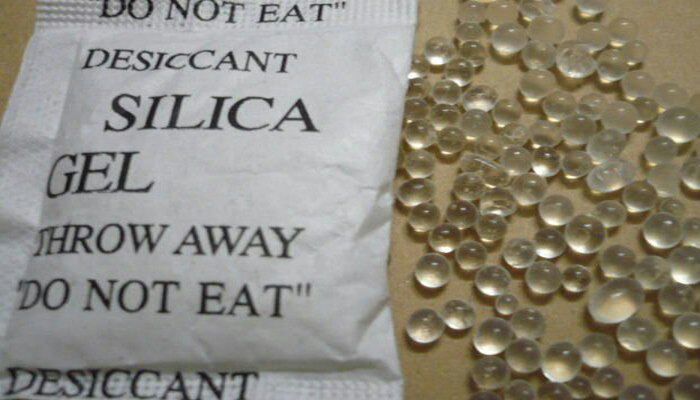 "DO NOT EAT"
DESICCANT
SILICA
GEL
THROW AWAY
"DO NOT EAT"
DESICCANT